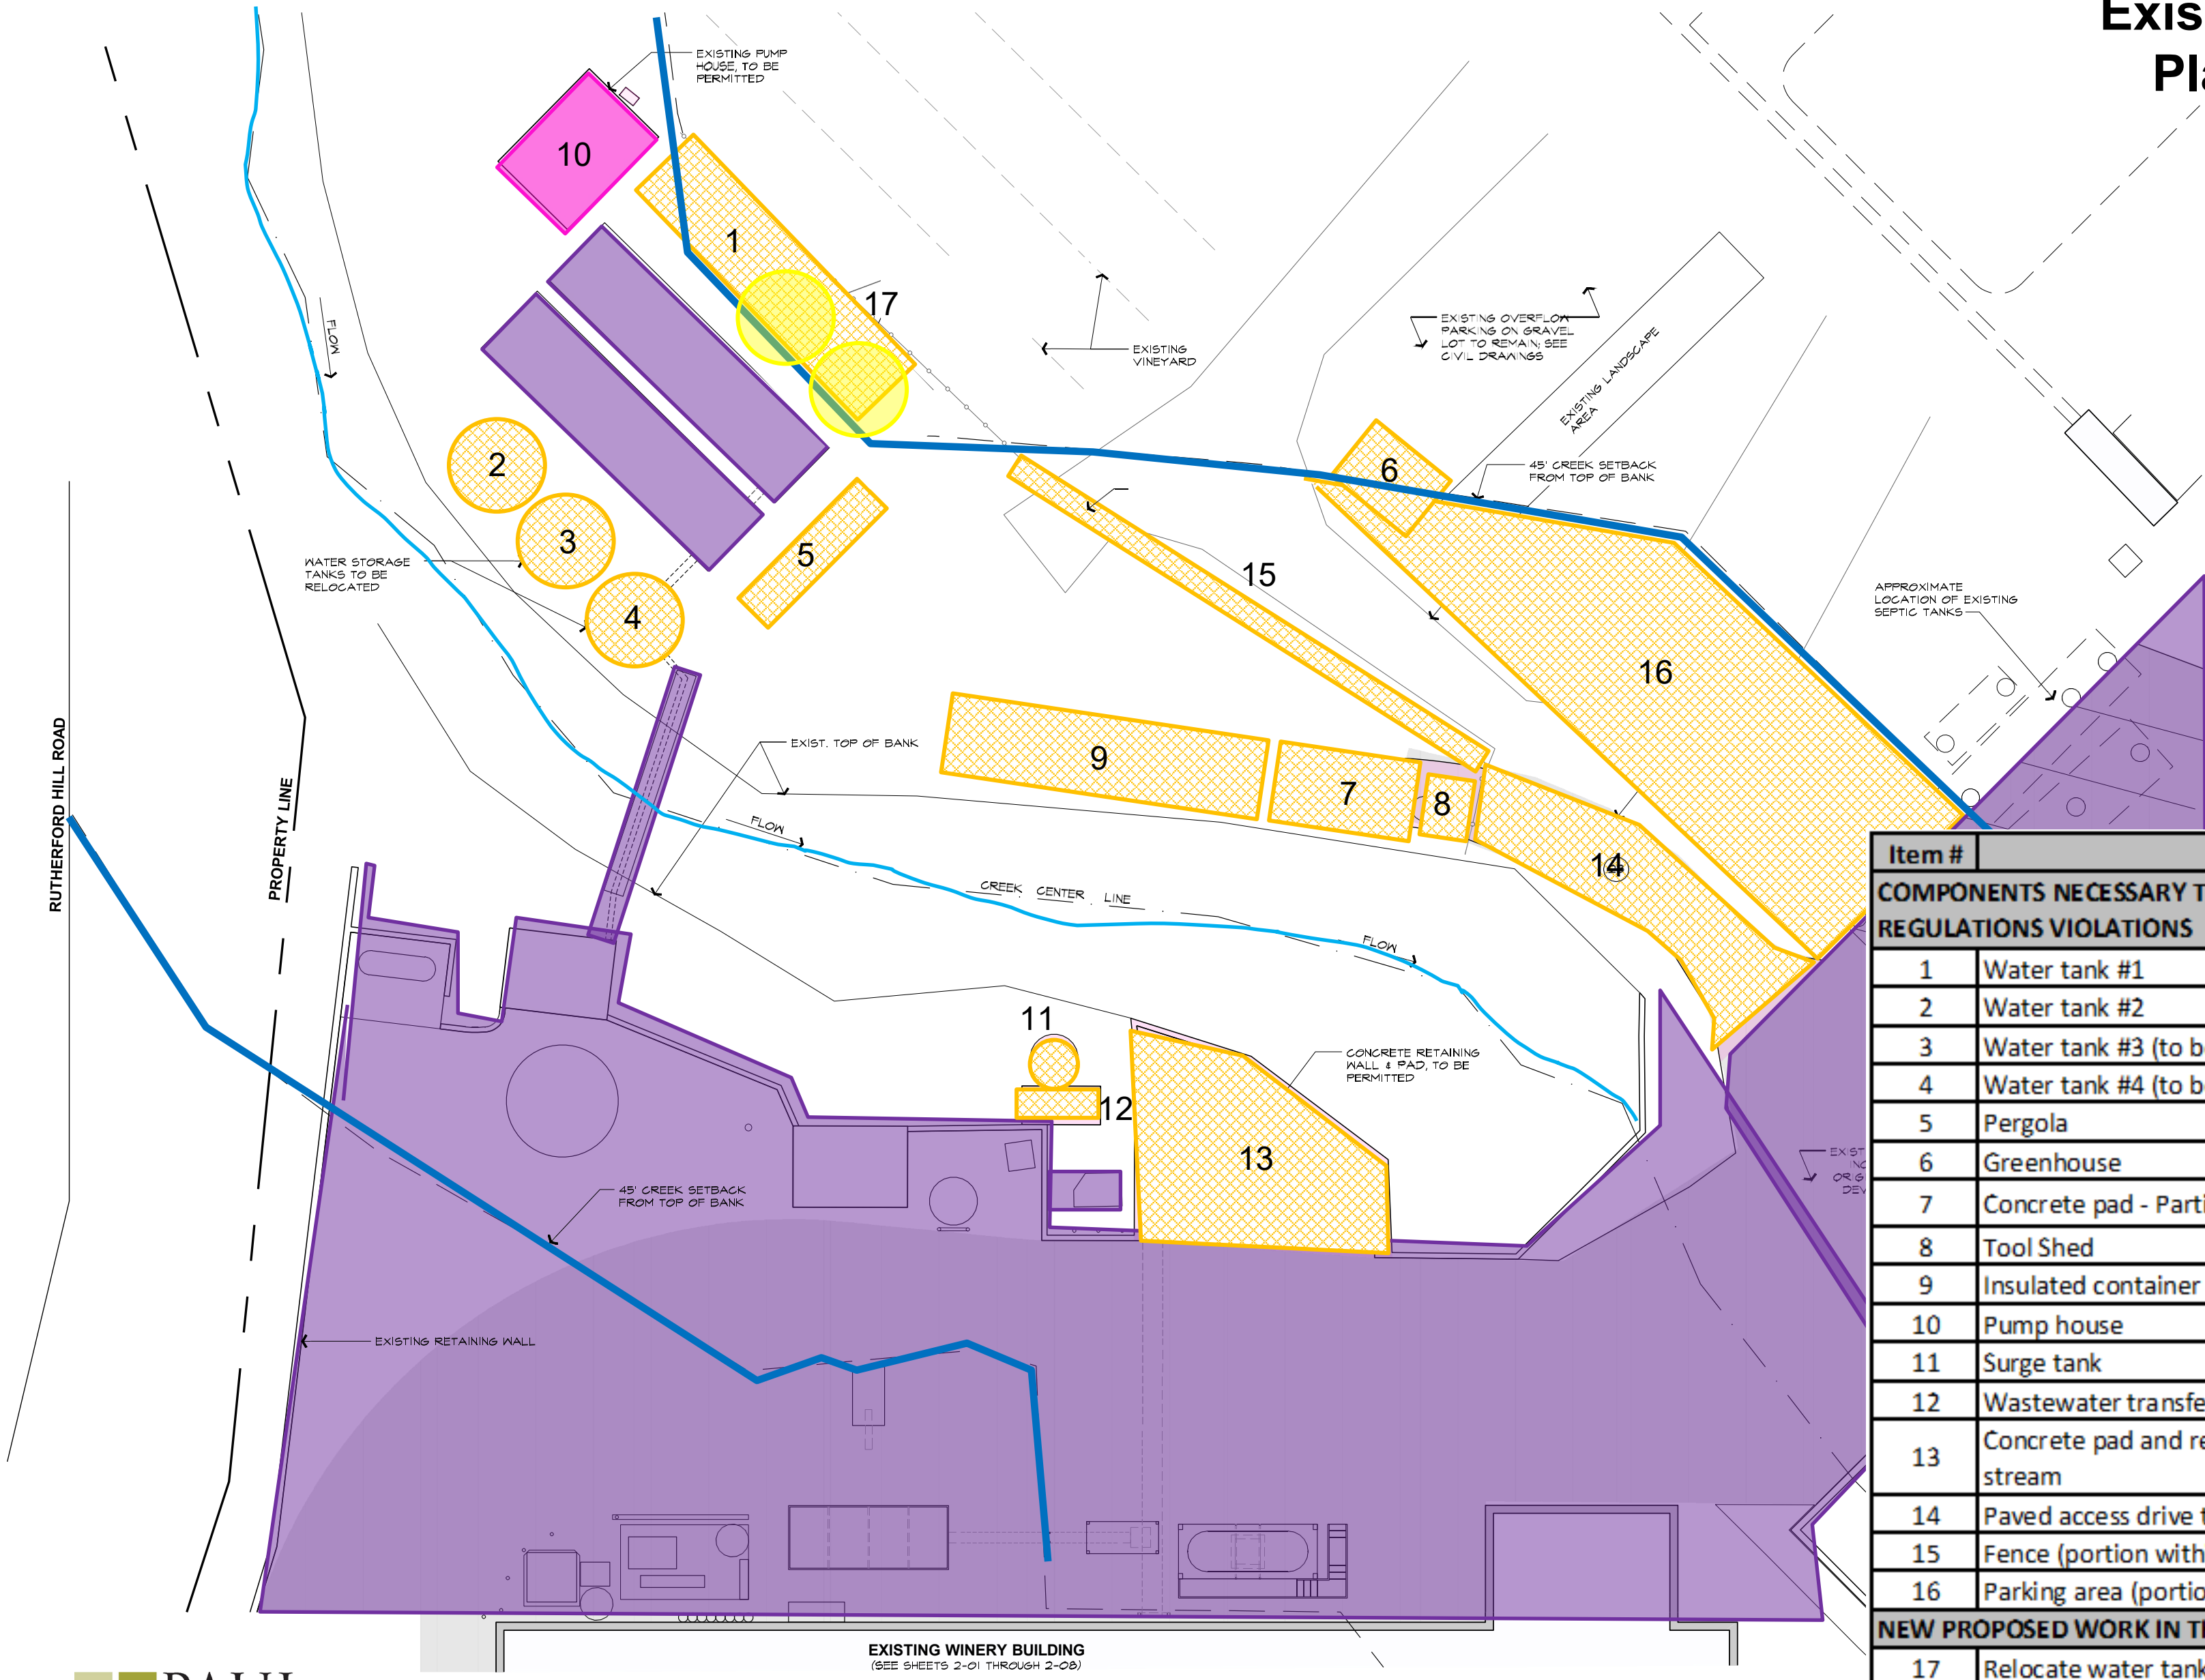 EXISTING PUMP
HOUSE, TO BE
PERMITTED
10
1
17
FLOW
EXISTING
VINEYARD
EXISTING OVERFLOW
PARKING ON GRAVEL
LOT TO REMAIN; SEE
CIVIL DRAWINGS
EXISTING LANDSCAPE
AREA
2
3
4
5
6
45' CREEK SETBACK
FROM TOP OF BANK
WATER STORAGE
TANKS TO BE
RELOCATED
15
16
APPROXIMATE
LOCATION OF EXISTING
SEPTIC TANKS
RUTHERFORD HILL ROAD
PROPERTY LINE
EXIST. TOP OF BANK
9
7
8
14
FLOW
CREEK CENTER LINE
FLOW
11
12
13
CONCRETE RETAINING
WALL & PAD, TO BE
PERMITTED
45' CREEK SETBACK
FROM TOP OF BANK
EXISTING RETAINING WALL
EXISTING WINERY BUILDING
(SEE SHEETS 2-01 THROUGH 2-08)
Item #
COMPONENTS NECESSARY
REGULATIONS VIOLATIONS
1 Water tank #1
2 Water tank #2
3 Water tank #3 (to
4 Water tank #4 (to
5 Pergola
6 Greenhouse
7 Concrete pad -
8 Tool Shed
9 Insulated container
10 Pump house
11 Surge tank
12 Wastewater
13 Concrete pad and
stream
14 Paved access drive
15 Fence (portion
16 Parking area
NEW PROPOSED WORK IN
17 Relocate water